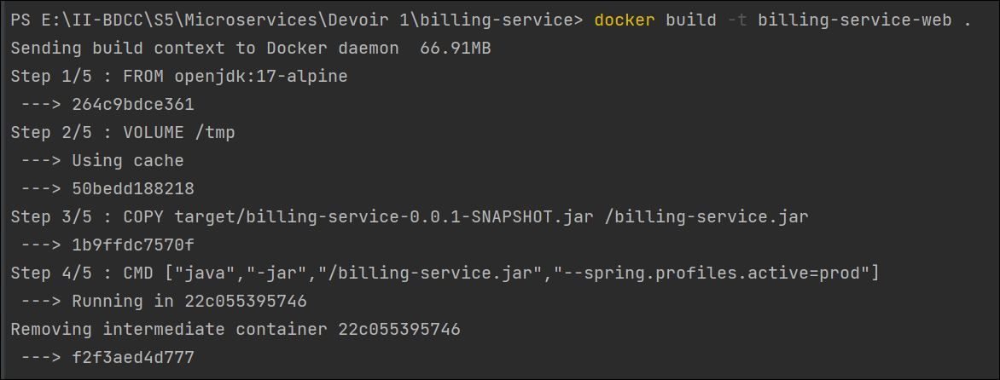 PS E:\II-BDCC\S5\Microservices\Devoir 1\billing-service> docker build -t billing-service-web .
Sending build context to Docker daemon  66.91MB
Step 1/5 : FROM openjdk:17-alpine
 ---> 264c9bdce361
Step 2/5 : VOLUME /tmp
 ---> Using cache
 ---> 50bedd188218
Step 3/5 : COPY target/billing-service-0.0.1-SNAPSHOT.jar /billing-service.jar
 ---> 1b9ffdc7570f
Step 4/5 : CMD ["java","-jar","/billing-service.jar","--spring.profiles.active=prod"]
 ---> Running in 22c055395746
Removing intermediate container 22c055395746
 ---> f2f3aed4d777